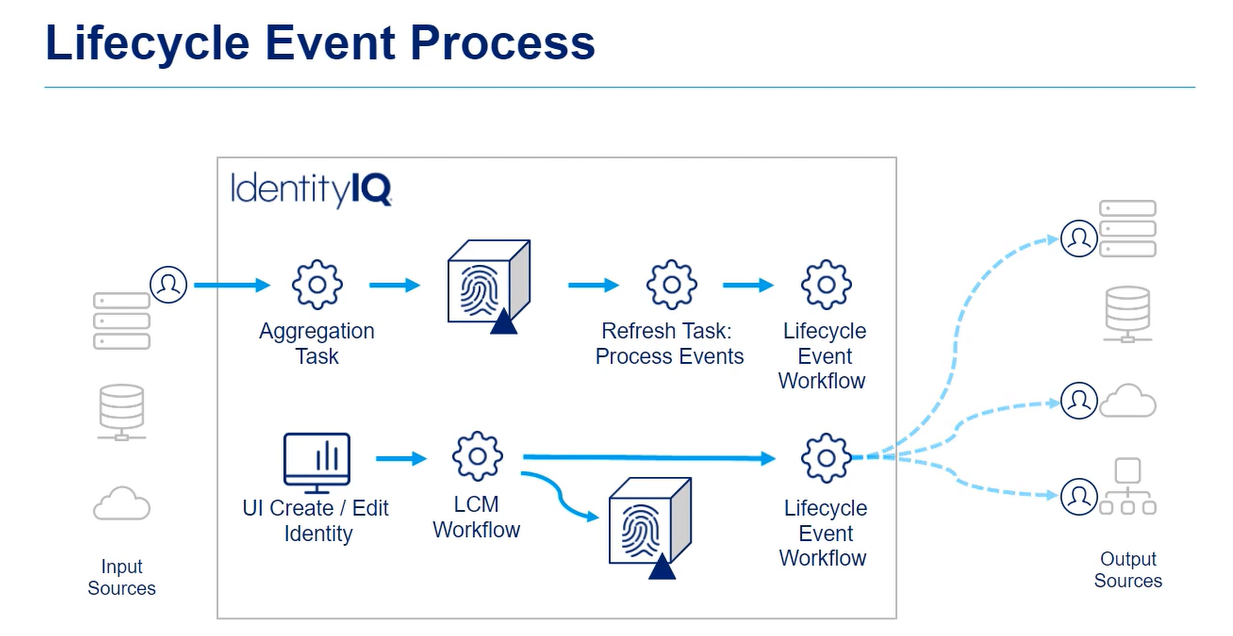 Lifecycle Event Process
IdentityIQ
Aggregation
Task
Refresh Task:
Process Events
Lifecycle
Event
Workflow
UI Create / Edit
Identity
LCM
Workflow
Lifecycle
Event
Workflow
Input
Sources
Output
Sources